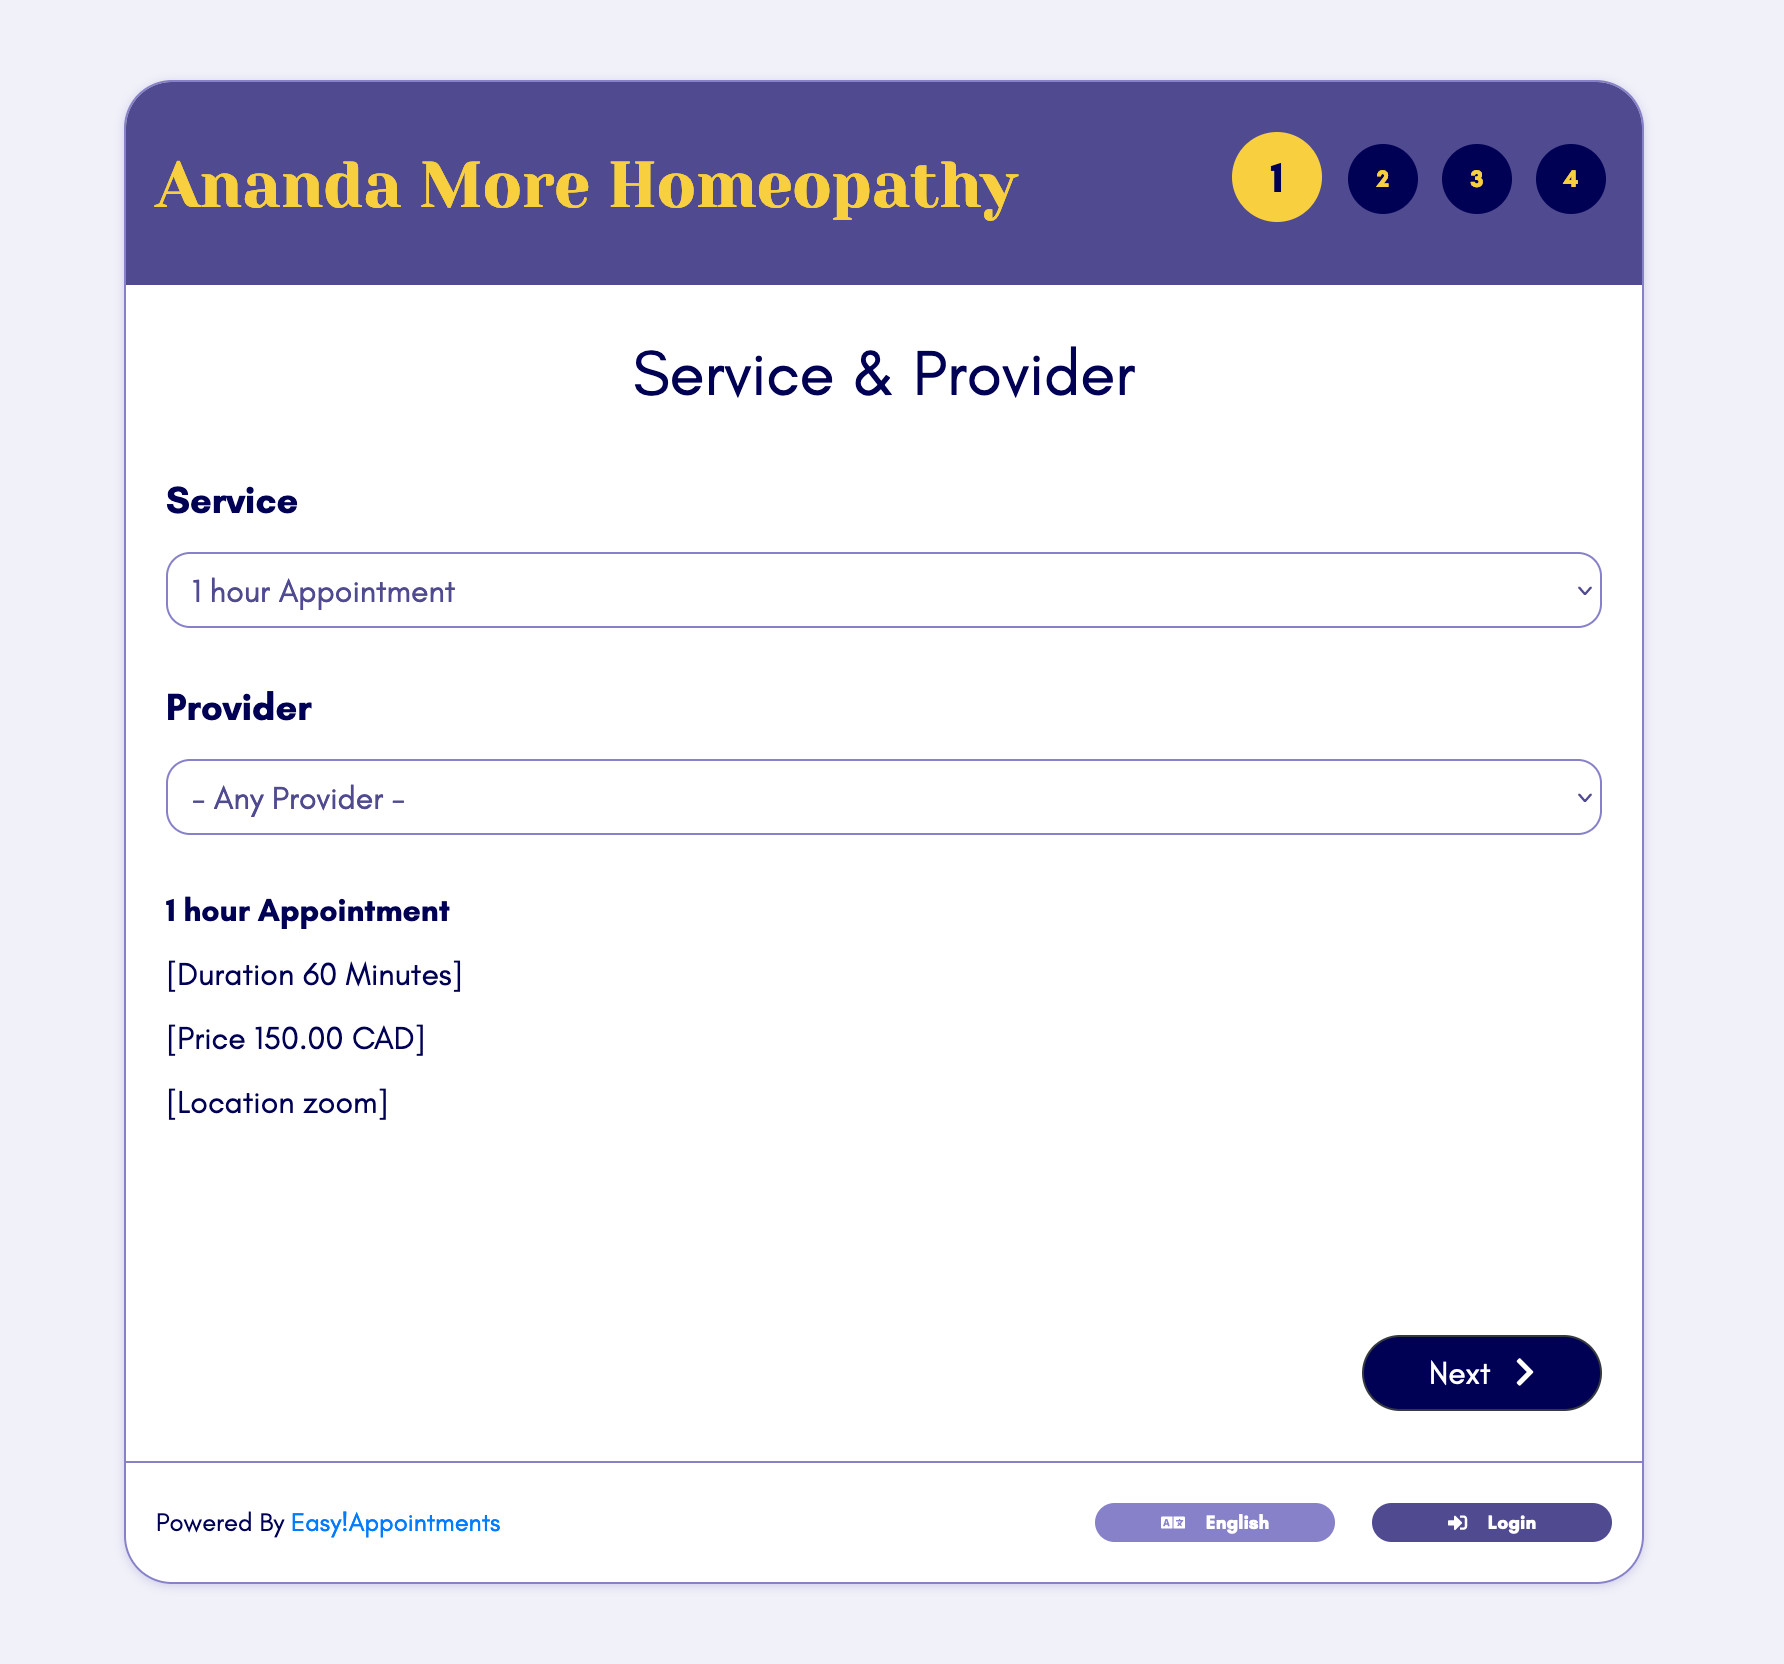 Ananda More Homeopathy
1 2 3 4
Service & Provider
Service
1 hour Appointment
Provider
- Any Provider -
1 hour Appointment
[Duration 60 Minutes]
[Price 150.00 CAD]
[Location zoom]
Next
Powered By Easy!Appointments
English
Login